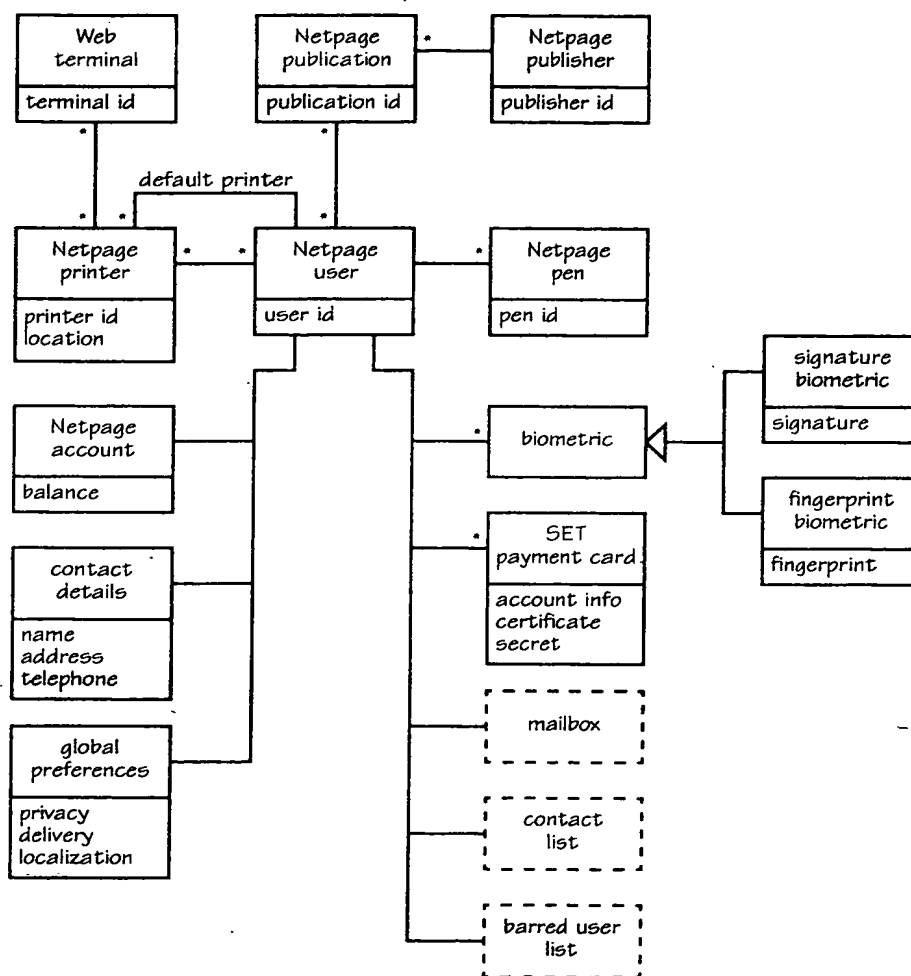 Web
terminal
terminal id
Netpage
publication
publication id
*
Netpage
publisher
publisher id
*
*
default printer
*
*
*
Netpage
printer
printer id
location
*
*
Netpage
user
user id
*
Netpage
pen
pen id
signature
biometric
signature
Netpage
account
balance
*
biometric
fingerprint
biometric
fingerprint
*
SET
payment card
account info
certificate
secret
contact
details
name
address
telephone
mailbox
global
preferences
privacy
delivery
localization
contact
list
barred user
list